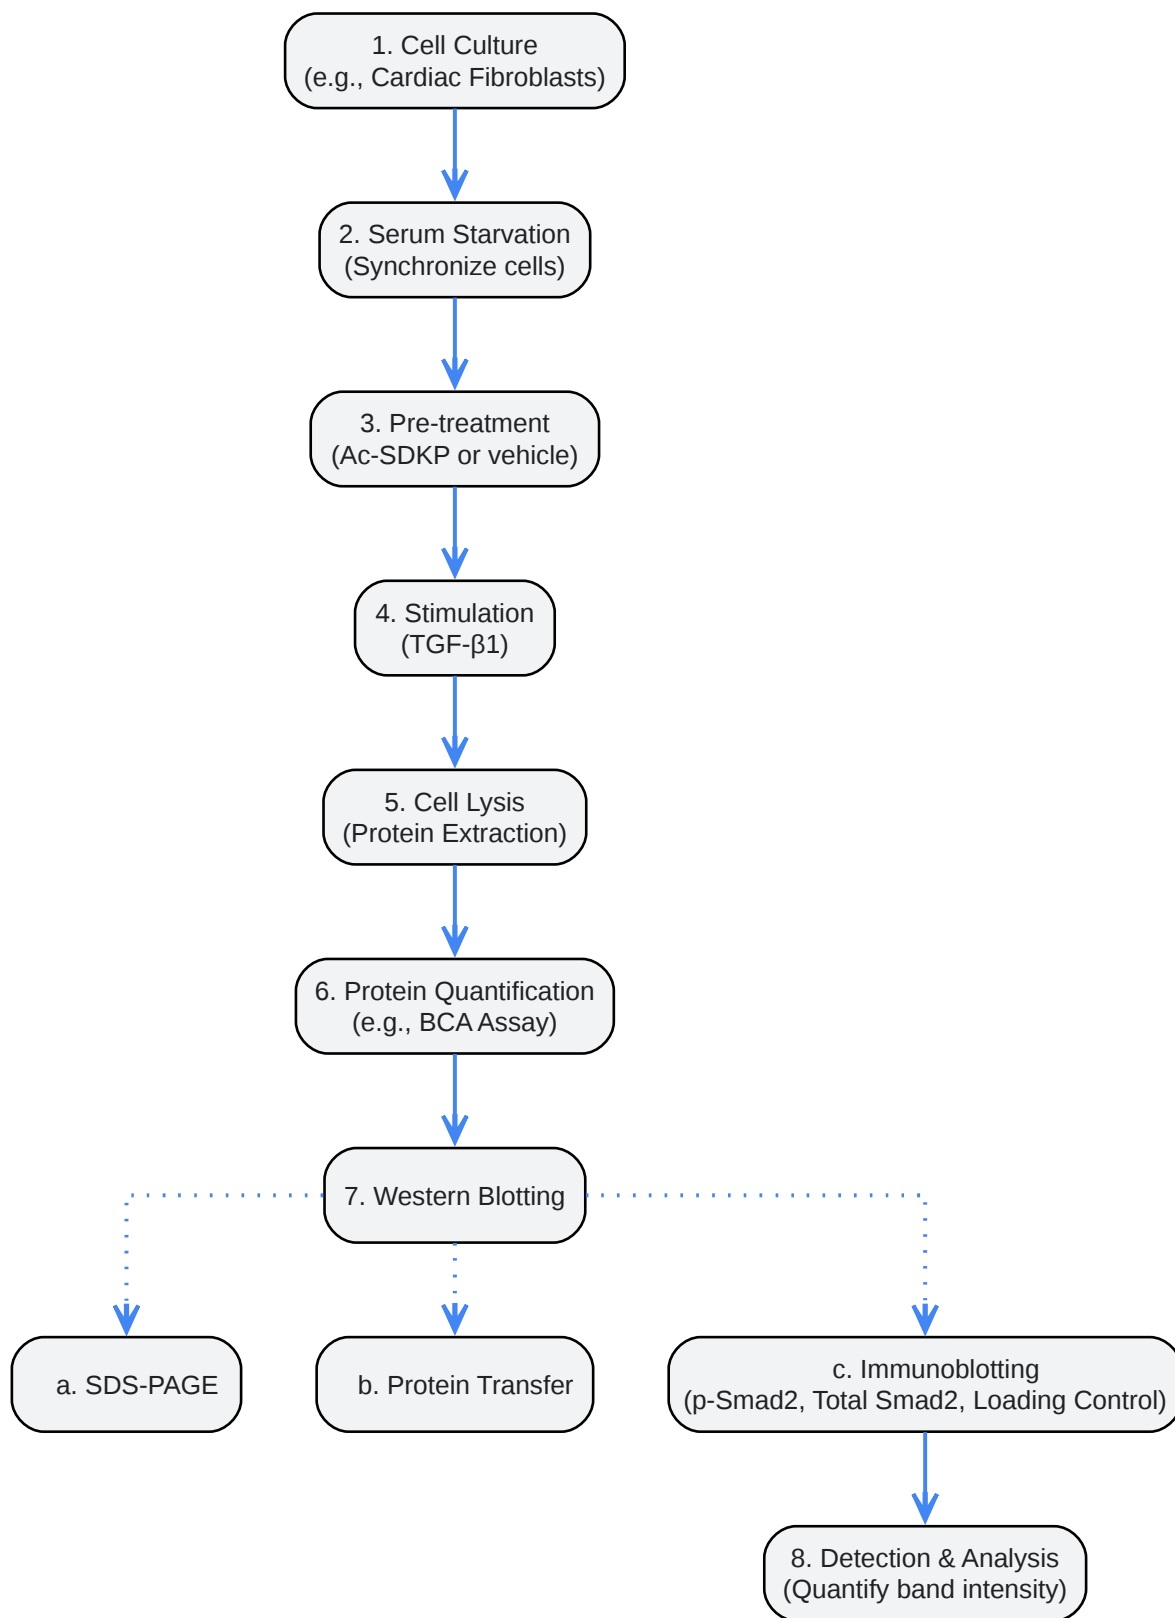 1. Cell Culture
(e.g., Cardiac Fibroblasts)
2. Serum Starvation
(Synchronize cells)
3. Pre-treatment
(Ac-SDKP or vehicle)
4. Stimulation
(TGF-β1)
5. Cell Lysis
(Protein Extraction)
6. Protein Quantification
(e.g., BCA Assay)
7. Western Blotting
a. SDS-PAGE
b. Protein Transfer
c. Immunoblotting
(p-Smad2, Total Smad2, Loading Control)
8. Detection & Analysis
(Quantify band intensity)